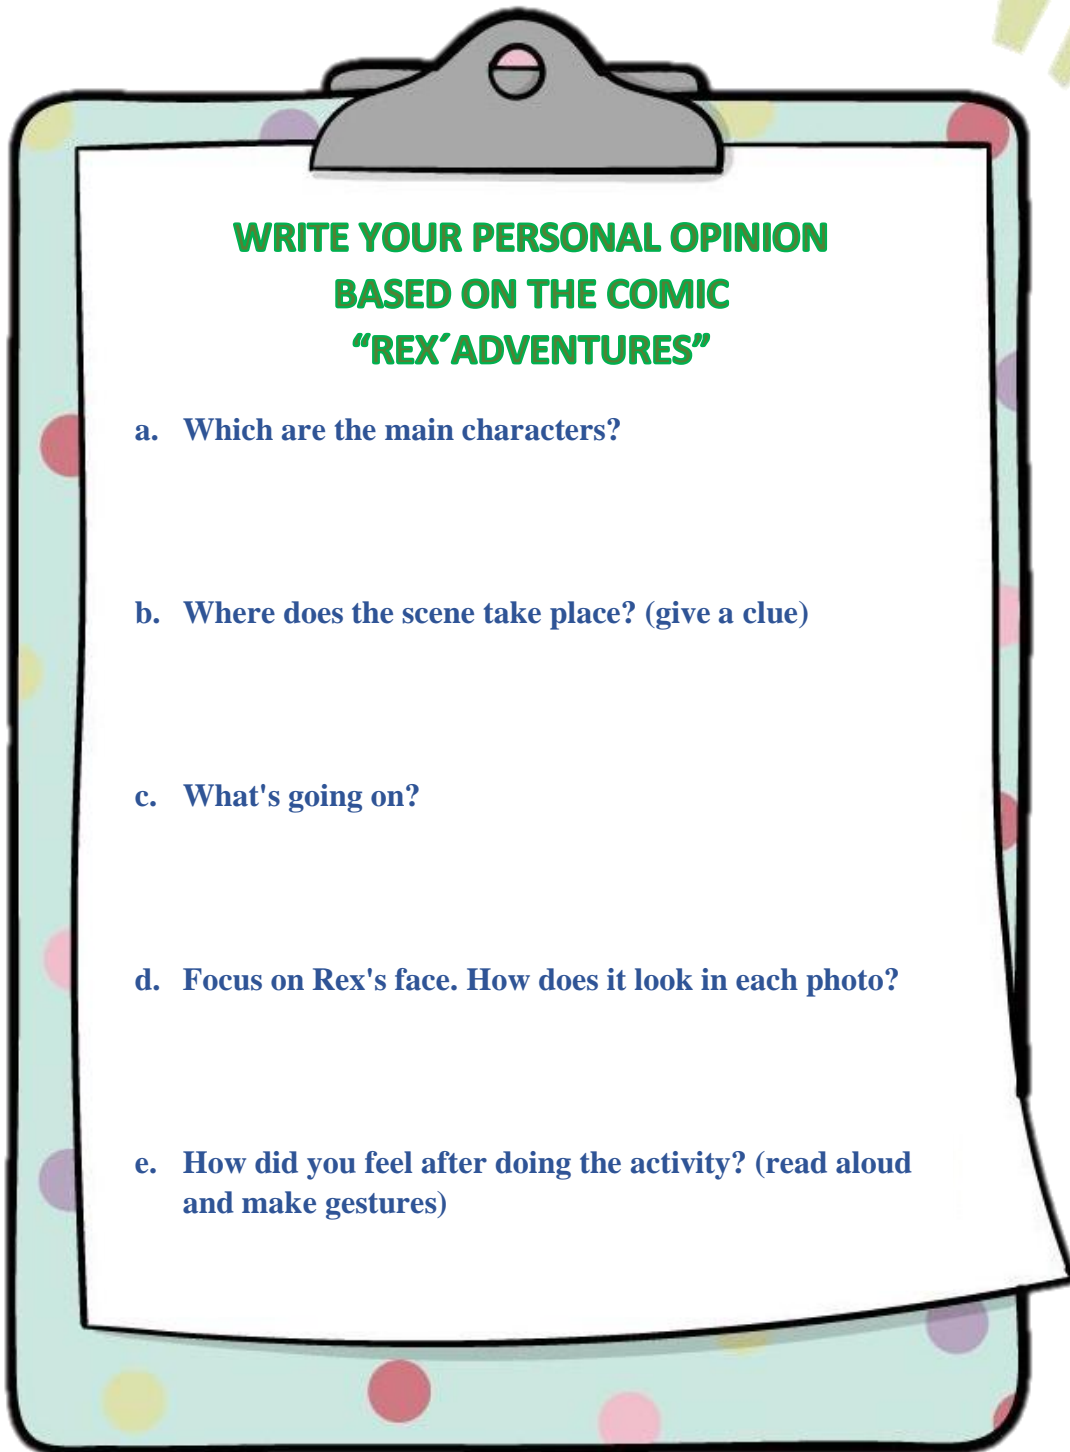 WRITE YOUR PERSONAL OPINION
BASED ON THE COMIC
“REX´ADVENTURES”
a. Which are the main characters?
b. Where does the scene take place? (give a clue)
c. What's going on?
d. Focus on Rex's face. How does it look in each photo?
e. How did you feel after doing the activity? (read aloud
and make gestures)